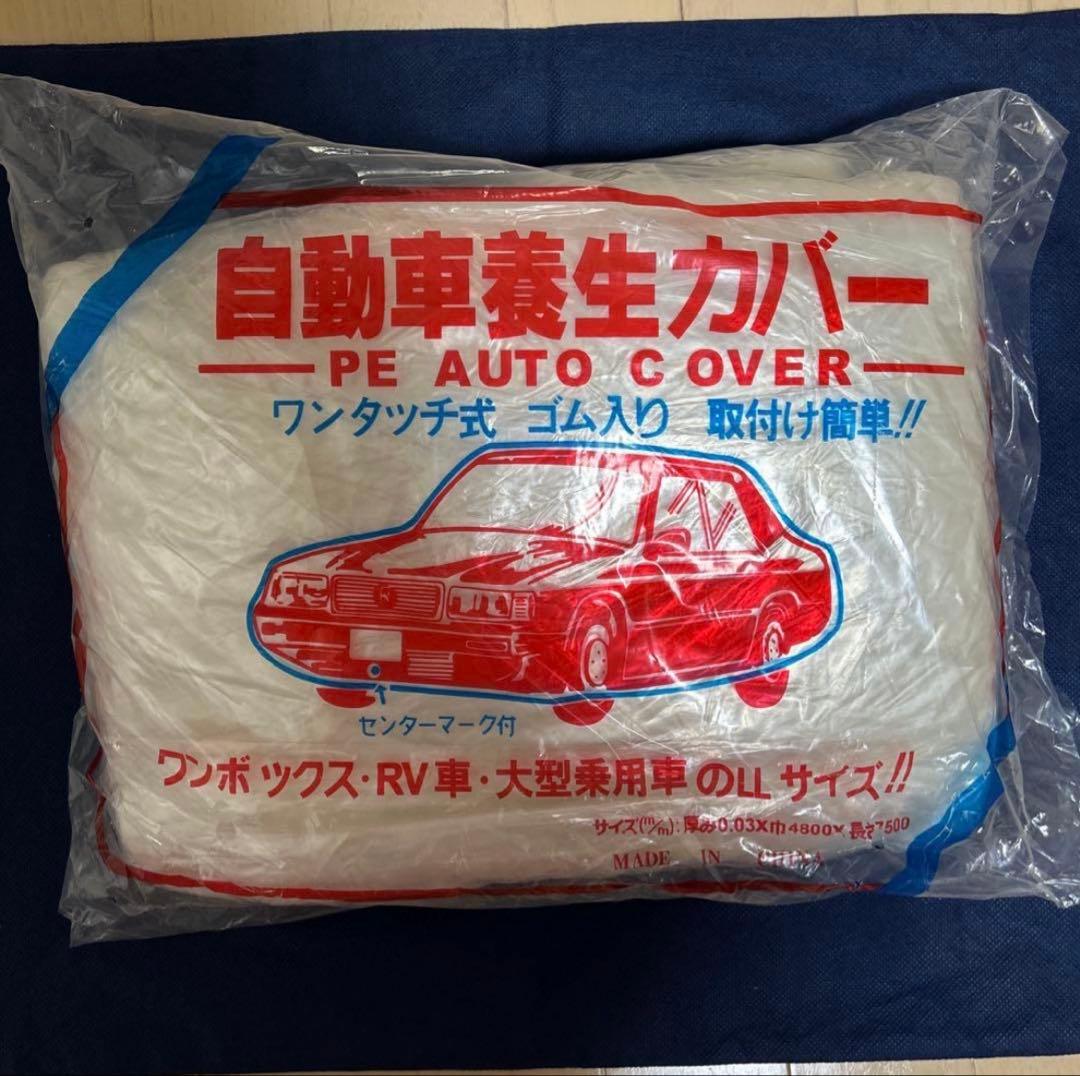 自動車養生カバー
PE AUTO COVER
ワンタッチ式 ゴム入り 取付け簡単!!
センターマーク付
ワンボックス・RV車・大型乗用車のLLサイズ!!
サイズ(m/m):厚み0.03×巾4800×長さ7500
MADE IN CHINA